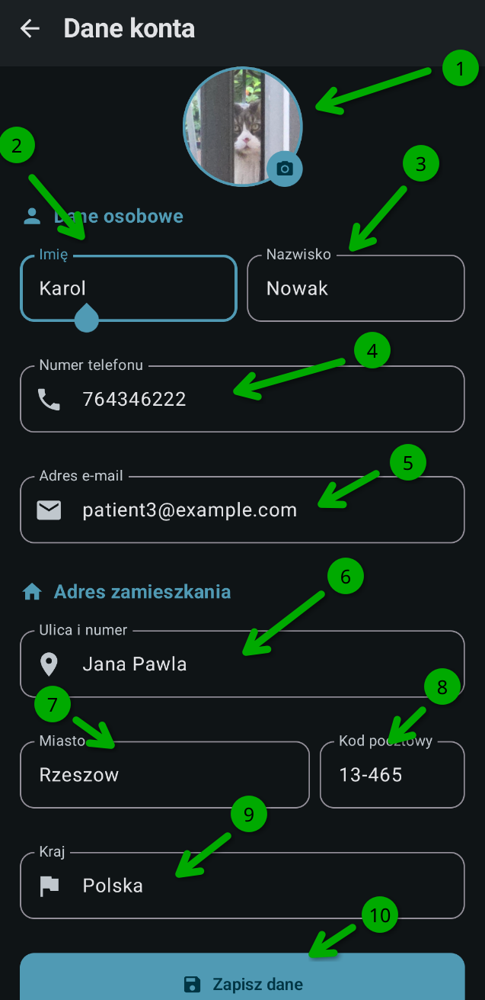 Dane konta
1
2
3
Dane osobowe
Imię
Nazwisko
Karol
Nowak
4
Numer telefonu
764346222
5
Adres e-mail
patient3@example.com
6
Adres zamieszkania
Ulica i numer
Jana Pawla
7
8
Miasto
Kod pocztowy
Rzeszow
13-465
9
Kraj
Polska
10
Zapisz dane